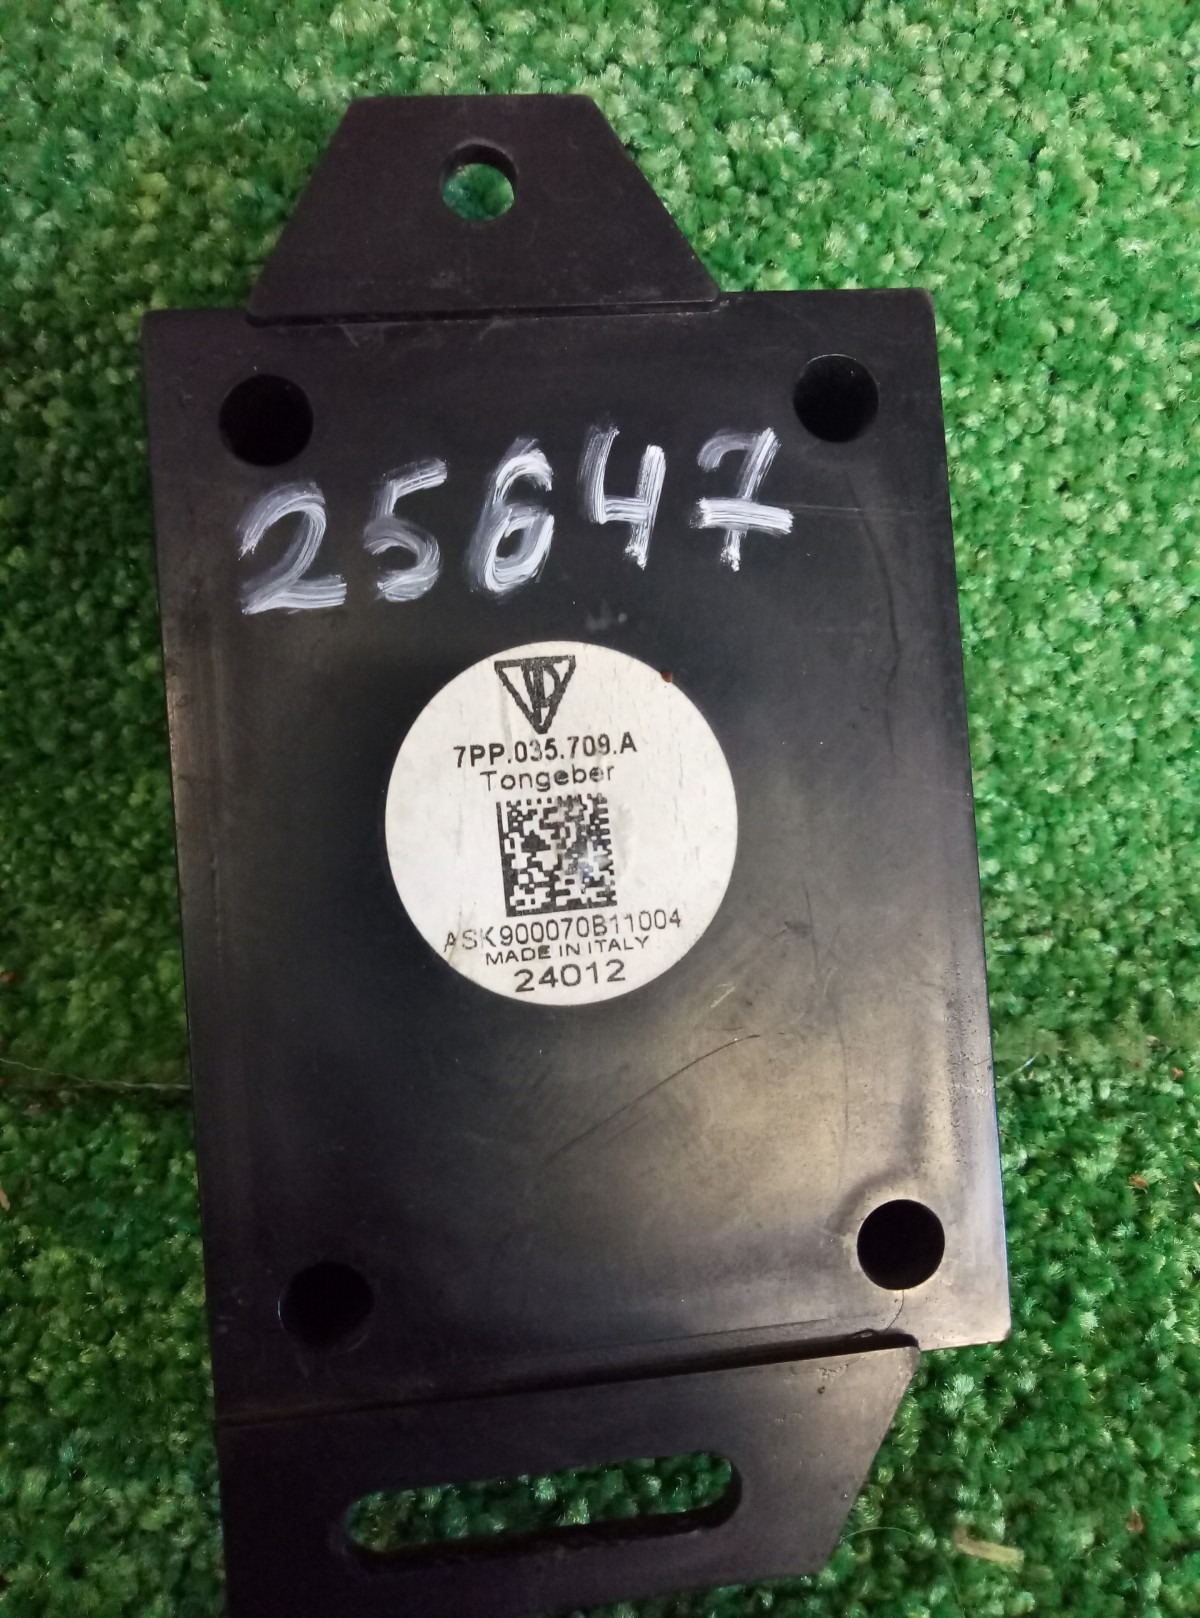 25647
7PP.035.709.A
Tongeber
ASK900070B11004
MADE IN ITALY
24012